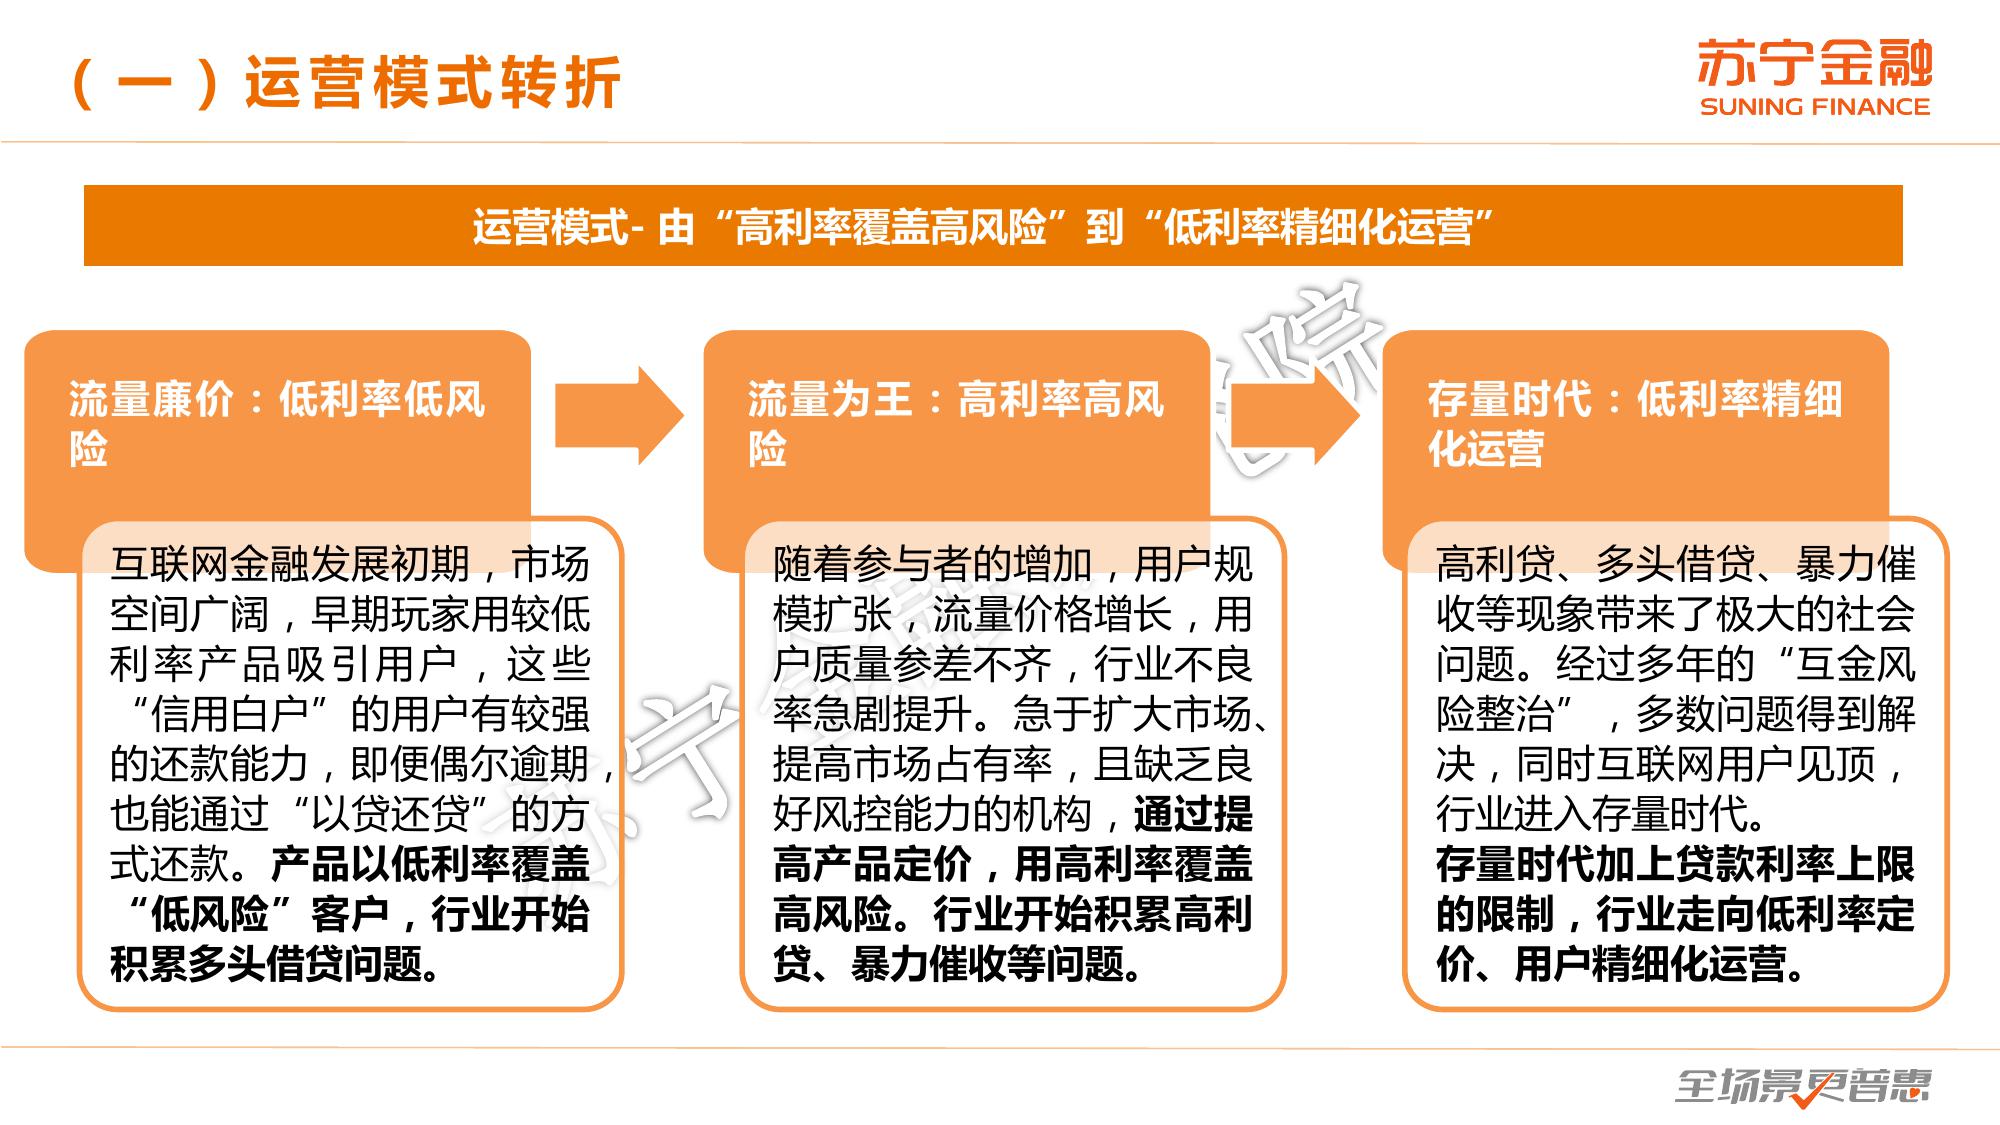 （一）运营模式转折
苏宁金融
SUNING FINANCE
运营模式- 由“高利率覆盖高风险”到“低利率精细化运营”
流量廉价：低利率低风
险
互联网金融发展初期，市场
空间广阔，早期玩家用较低
利率产品吸引用户，这些
“信用白户”的用户有较强
的还款能力，即便偶尔逾期，
也能通过“以贷还贷”的方
式还款。产品以低利率覆盖
“低风险”客户，行业开始
积累多头借贷问题。
流量为王：高利率高风
险
随着参与者的增加，用户规
模扩张，流量价格增长，用
户质量参差不齐，行业不良
率急剧提升。急于扩大市场、
提高市场占有率，且缺乏良
好风控能力的机构，通过提
高产品定价，用高利率覆盖
高风险。行业开始积累高利
贷、暴力催收等问题。
存量时代：低利率精细
化运营
高利贷、多头借贷、暴力催
收等现象带来了极大的社会
问题。经过多年的“互金风
险整治”，多数问题得到解
决，同时互联网用户见顶，
行业进入存量时代。
存量时代加上贷款利率上限
的限制，行业走向低利率定
价、用户精细化运营。
全场景更普惠